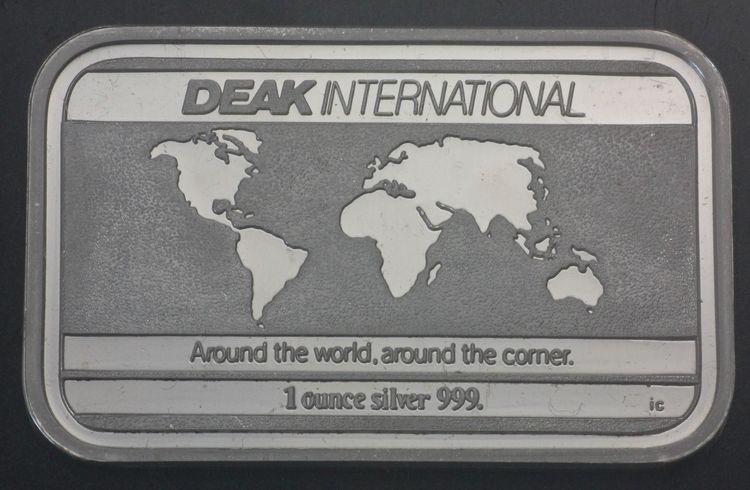 DEAK INTERNATIONAL
Around the world, around the corner.
1 ounce silver 999.
ic